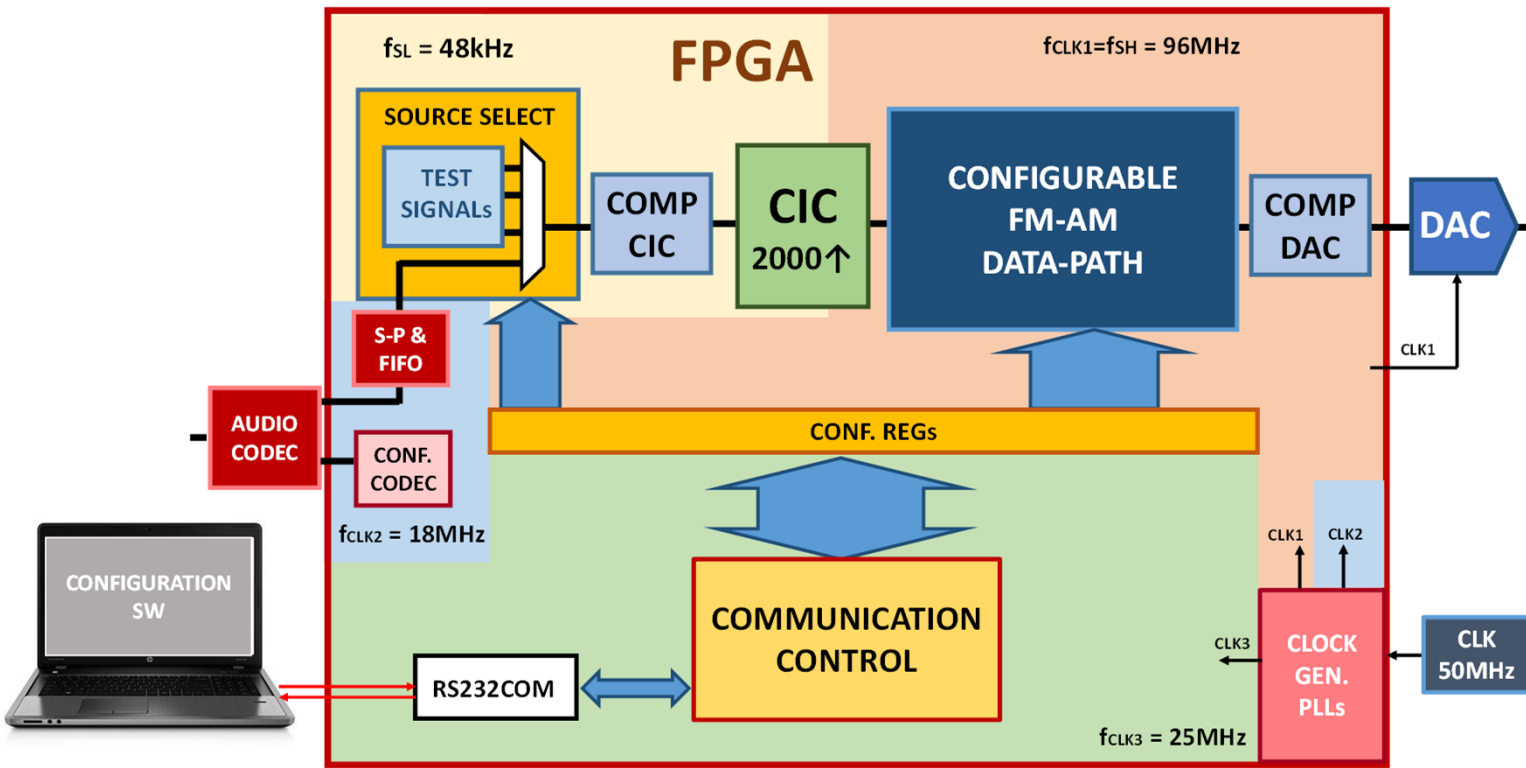 fSL = 48kHz
FPGA
fCLK1=fSH = 96MHz
SOURCE SELECT
TEST
SIGNALs
COMP
CIC
CIC
2000↑
CONFIGURABLE
FM-AM
DATA-PATH
COMP
DAC
DAC
CLK1
S-P &
FIFO
AUDIO
CODEC
CONF.
CODEC
CONF. REGs
fCLK2 = 18MHz
CONFIGURATION
SW
COMMUNICATION
CONTROL
RS232COM
CLK1
CLK2
CLK3
CLOCK
GEN.
PLLs
CLK
50MHz
fCLK3 = 25MHz
hp